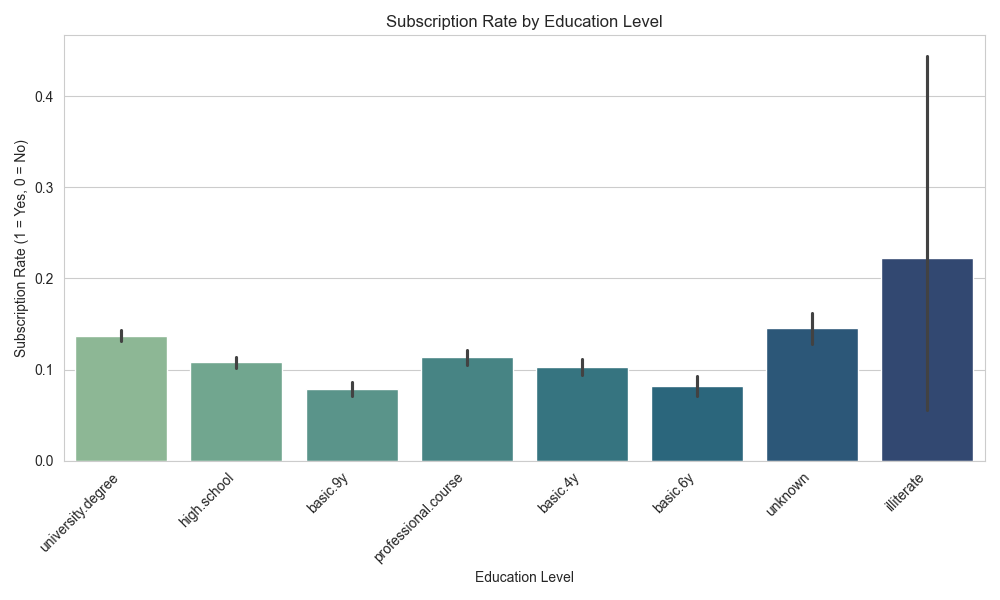 Subscription Rate by Education Level
Subscription Rate (1 = Yes, 0 = No)
0.4
0.3
0.2
0.1
0.0
university.degree
high.school
basic.9y
professional.course
basic.4y
basic.6y
unknown
illiterate
Education Level